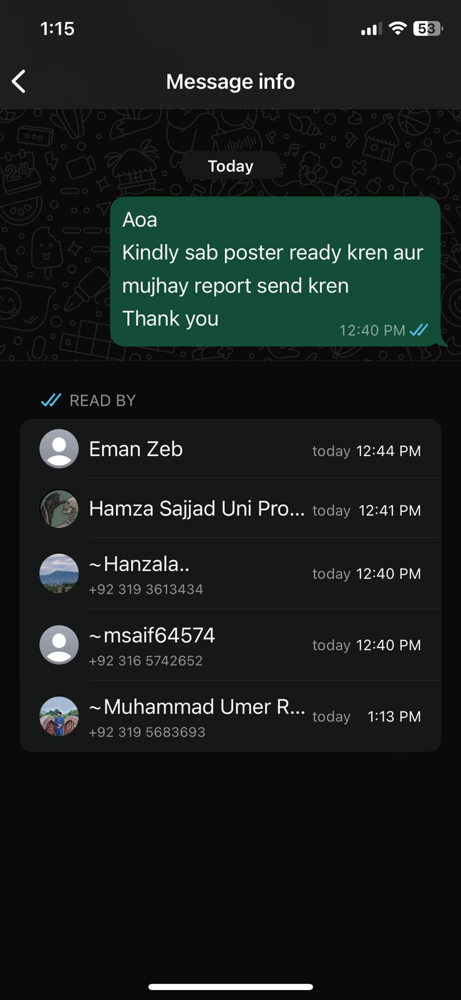 1:15
53
Message info
24
Today
Aoa
Kindly sab poster ready kren aur
mujhay report send kren
Thank you
12:40 PM
READ BY
Eman Zeb
today 12:44 PM
Hamza Sajjad Uni Pro...
today 12:41 PM
~Hanzala..
today 12:40 PM
+92 319 3613434
~msaif64574
today 12:40 PM
+92 316 5742652
~Muhammad Umer R...
today 1:13 PM
+92 319 5683693